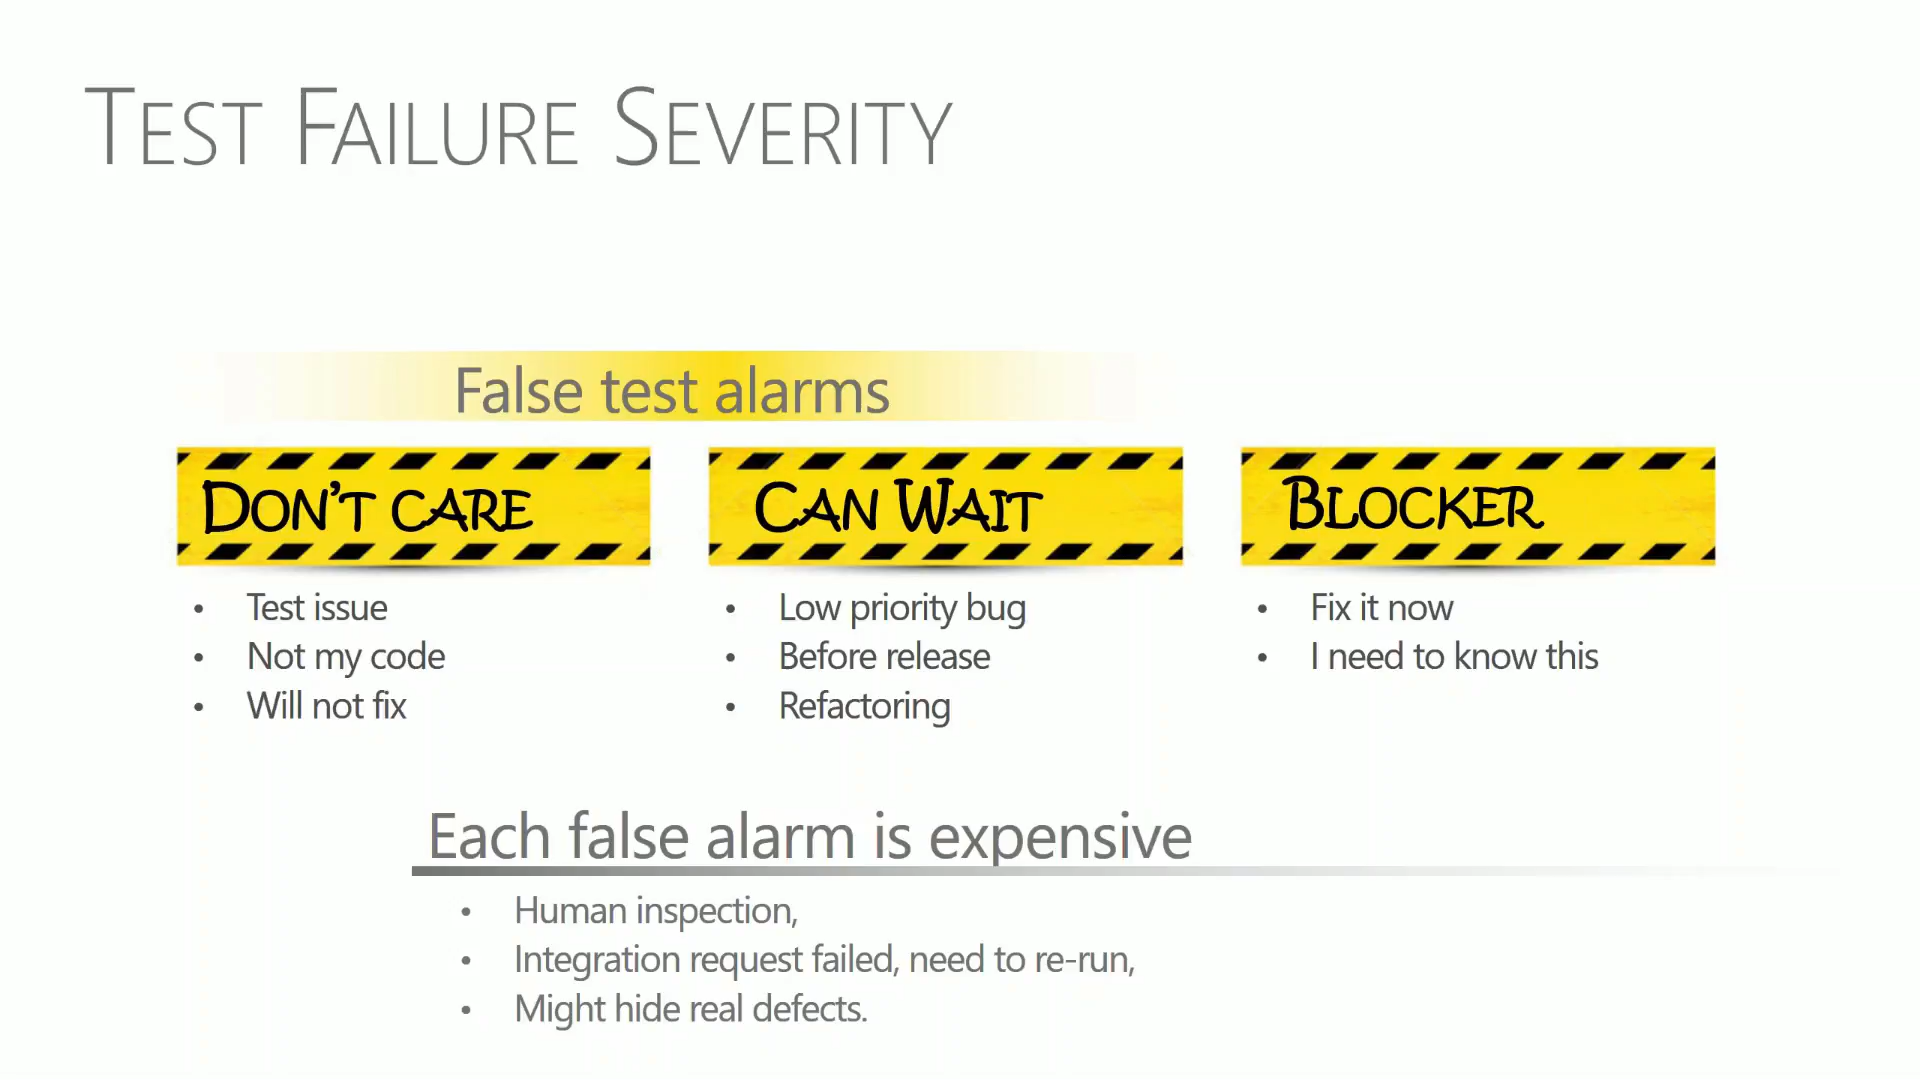 TEST FAILURE SEVERITY
False test alarms
DON'T CARE
• Test issue
• Not my code
• Will not fix
CAN WAIT
• Low priority bug
• Before release
• Refactoring
BLOCKER
• Fix it now
• I need to know this
Each false alarm is expensive
• Human inspection,
• Integration request failed, need to re-run,
• Might hide real defects.